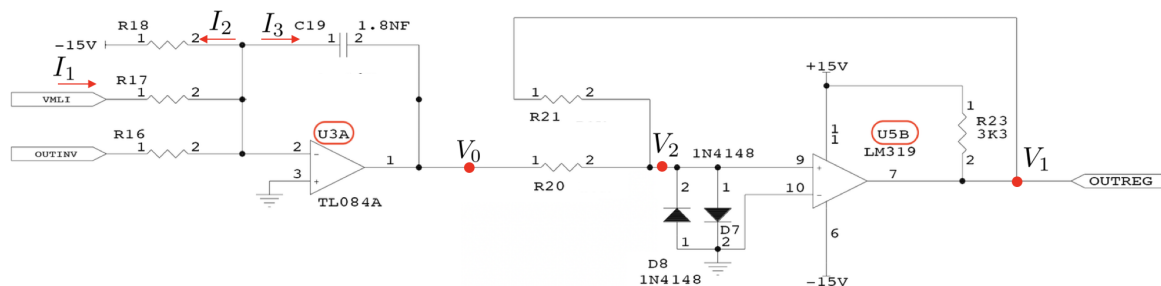 R18
1
2
-15V
I₂
I₃
C19
1.8NF
1
2
I₁
VMLI
R17
1
2
OUTINV
R16
1
2
U3A
2
3
1
-
+
TL084A
V₀
1
2
R20
1
2
R21
V₂
1N4148
2
1
1
2
D7
D8
1N4148
+15V
1
1
9
10
+
-
U5B
LM319
7
6
-15V
1
R23
3K3
2
V₁
OUTREG